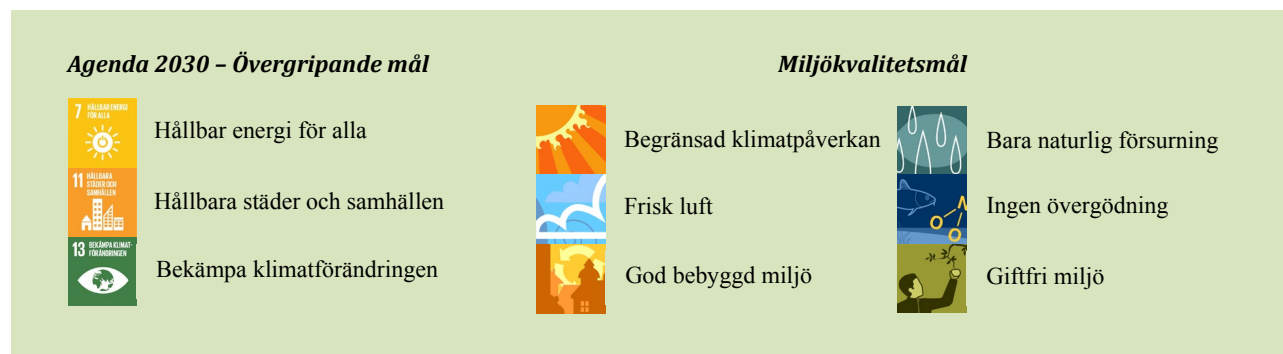 Agenda 2030 – Övergripande mål
7 HÅLLBAR ENERGI
FÖR ALLA
Hållbar energi för alla
11 HÅLLBARA
STÄDER OCH
SAMHÄLLEN
Hållbara städer och samhällen
13 BEKÄMPA KLIMAT-
FÖRÄNDRINGEN
Bekämpa klimatförändringen
Miljökvalitetsmål
Begränsad klimatpåverkan
Frisk luft
God bebyggd miljö
Bara naturlig försurning
N
O
O
Ingen övergödning
Giftfri miljö